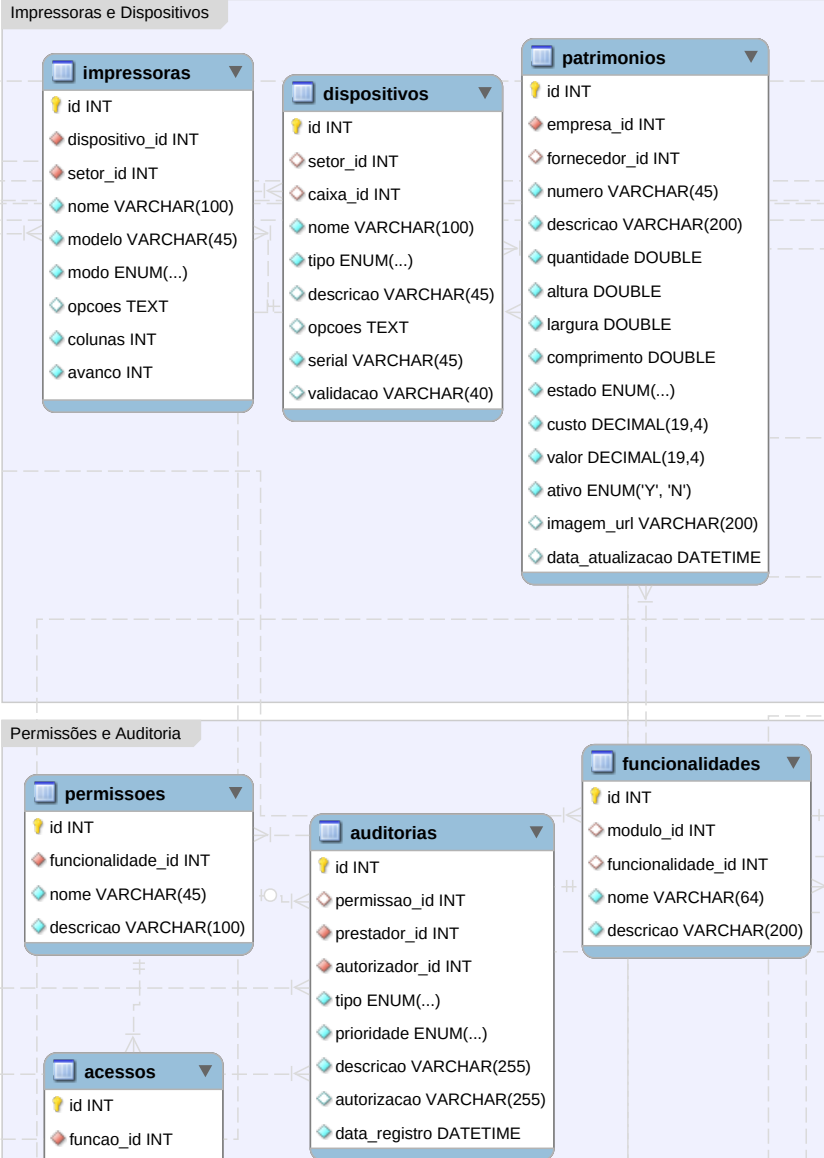 Impressoras e Dispositivos
impressoras
id INT
dispositivo_id INT
setor_id INT
nome VARCHAR(100)
modelo VARCHAR(45)
modo ENUM(...)
opcoes TEXT
colunas INT
avanco INT
dispositivos
id INT
setor_id INT
caixa_id INT
nome VARCHAR(100)
tipo ENUM(...)
descricao VARCHAR(45)
opcoes TEXT
serial VARCHAR(45)
validacao VARCHAR(40)
patrimonios
id INT
empresa_id INT
fornecedor_id INT
numero VARCHAR(45)
descricao VARCHAR(200)
quantidade DOUBLE
altura DOUBLE
largura DOUBLE
comprimento DOUBLE
estado ENUM(...)
custo DECIMAL(19,4)
valor DECIMAL(19,4)
ativo ENUM('Y', 'N')
imagem_url VARCHAR(200)
data_atualizacao DATETIME
Permissões e Auditoria
permissoes
id INT
funcionalidade_id INT
nome VARCHAR(45)
descricao VARCHAR(100)
auditorias
id INT
permissao_id INT
prestador_id INT
autorizador_id INT
tipo ENUM(...)
prioridade ENUM(...)
descricao VARCHAR(255)
autorizacao VARCHAR(255)
data_registro DATETIME
funcionalidades
id INT
modulo_id INT
funcionalidade_id INT
nome VARCHAR(64)
descricao VARCHAR(200)
acessos
id INT
funcao_id INT